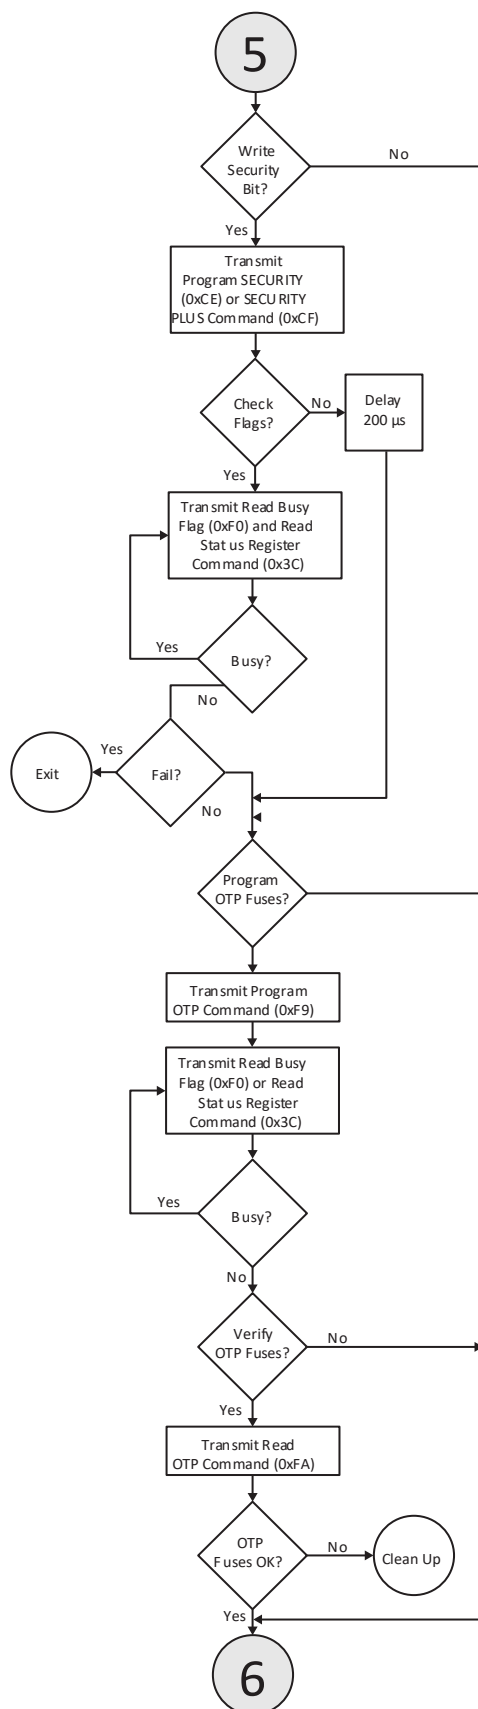 5
Write
Security
Bit?
No
Yes
Transmit
Program SECURITY
(0xCE) or SECURITY
PLUS Command (0xCF)
Check
Flags?
No
Delay
200 µs
Yes
Transmit Read Busy
Flag (0xF0) and Read
Status Register
Command (0x3C)
Yes
Busy?
No
Exit
Yes
Fail?
No
Program
OTP Fuses?
Transmit Program
OTP Command (0xF9)
Transmit Read Busy
Flag (0xF0) or Read
Status Register
Command (0x3C)
Yes
Busy?
No
Verify
OTP Fuses?
No
Yes
Transmit Read
OTP Command (0xFA)
OTP
Fuses OK?
No
Clean Up
Yes
6